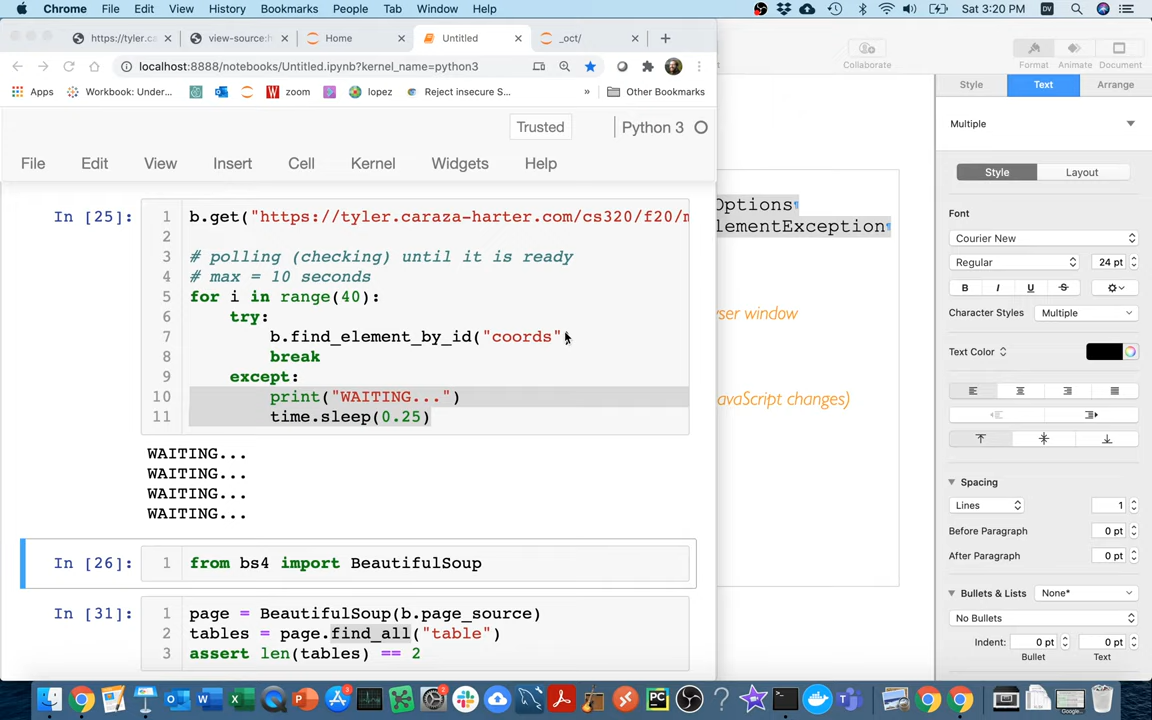 Chrome File Edit View History Bookmarks People Tab Window Help Sat 3:20 PM DV
https://tyler.ca
view-source:h
Home
Untitled
_oct/
localhost:8888/notebooks/Untitled.ipynb?kernel_name=python3
Apps Workbook: Under... zoom lopez Reject insecure S... » Other Bookmarks
Trusted Python 3
File Edit View Insert Cell Kernel Widgets Help
In [25]:
1 b.get("https://tyler.caraza-harter.com/cs320/f20/m
2
3 # polling (checking) until it is ready
4 # max = 10 seconds
5 for i in range(40):
6 try:
7 b.find_element_by_id("coords"
8 break
9 except:
10 print("WAITING...")
11 time.sleep(0.25)
WAITING...
WAITING...
WAITING...
WAITING...
In [26]:
1 from bs4 import BeautifulSoup
In [31]:
1 page = BeautifulSoup(b.page_source)
2 tables = page.find_all("table")
3 assert len(tables) == 2
Options
lementException
ser window
avaScript changes)
Collaborate
Format Animate Document
Style Text Arrange
Multiple
Style Layout
Font
Courier New
Regular 24 pt
B I U S
Character Styles Multiple
Text Color
Spacing
Lines 1
Before Paragraph 0 pt
After Paragraph 0 pt
Bullets & Lists None*
No Bullets
Indent: 0 pt 0 pt
Bullet Text